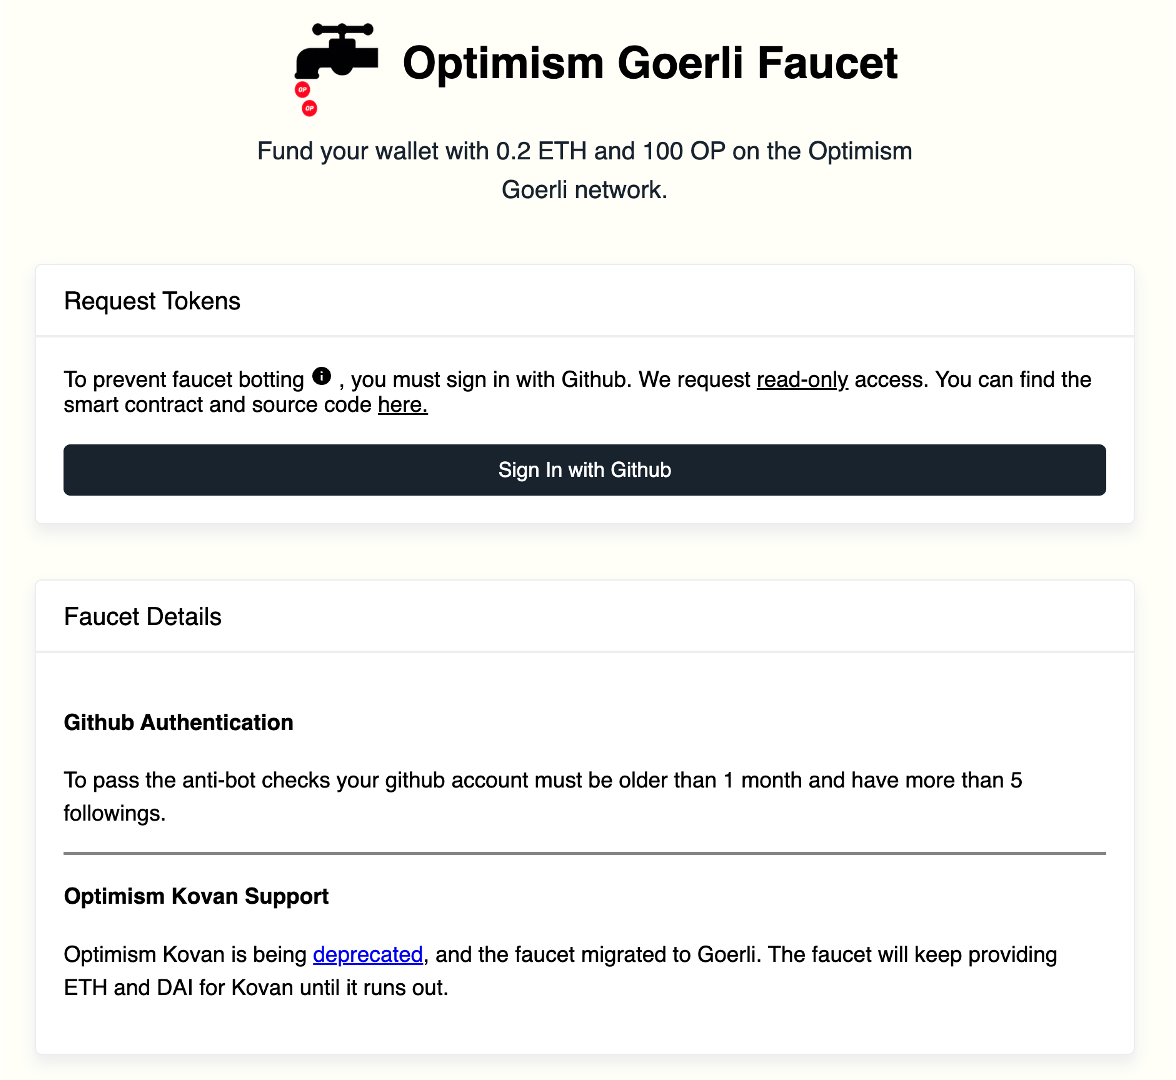 Optimism Goerli Faucet
OP
OP
Fund your wallet with 0.2 ETH and 100 OP on the Optimism
Goerli network.
Request Tokens
To prevent faucet botting , you must sign in with Github. We request read-only access. You can find the
smart contract and source code here.
Sign In with Github
Faucet Details
Github Authentication
To pass the anti-bot checks your github account must be older than 1 month and have more than 5
followings.
Optimism Kovan Support
Optimism Kovan is being deprecated, and the faucet migrated to Goerli. The faucet will keep providing
ETH and DAI for Kovan until it runs out.